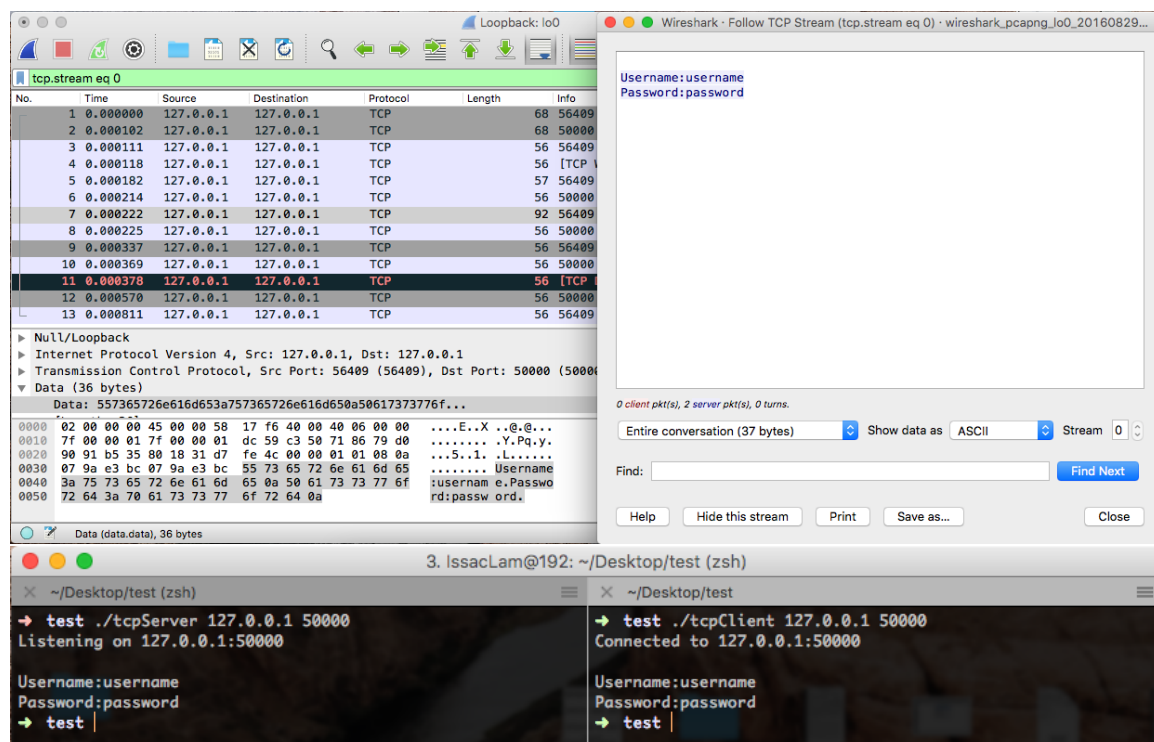 Loopback: lo0
tcp.stream eq 0
No. Time Source Destination Protocol Length Info
1 0.000000 127.0.0.1 127.0.0.1 TCP 68 56409
2 0.000102 127.0.0.1 127.0.0.1 TCP 68 50000
3 0.000111 127.0.0.1 127.0.0.1 TCP 56 56409
4 0.000118 127.0.0.1 127.0.0.1 TCP 56 [TCP
5 0.000182 127.0.0.1 127.0.0.1 TCP 57 56409
6 0.000214 127.0.0.1 127.0.0.1 TCP 56 50000
7 0.000222 127.0.0.1 127.0.0.1 TCP 92 56409
8 0.000225 127.0.0.1 127.0.0.1 TCP 56 50000
9 0.000337 127.0.0.1 127.0.0.1 TCP 56 56409
10 0.000369 127.0.0.1 127.0.0.1 TCP 56 50000
11 0.000378 127.0.0.1 127.0.0.1 TCP 56 [TCP
12 0.000570 127.0.0.1 127.0.0.1 TCP 56 50000
13 0.000811 127.0.0.1 127.0.0.1 TCP 56 56409
Null/Loopback
Internet Protocol Version 4, Src: 127.0.0.1, Dst: 127.0.0.1
Transmission Control Protocol, Src Port: 56409 (56409), Dst Port: 50000 (50000
Data (36 bytes)
Data: 557365726e616d653a757365726e616d650a50617373776f...
0000 02 00 00 00 45 00 00 58 17 f6 40 00 40 06 00 00 ....E..X ..@.@...
0010 7f 00 00 01 7f 00 00 01 dc 59 c3 50 71 86 79 d0 ........ .Y.Pq.y.
0020 90 91 b5 35 80 18 31 d7 fe 4c 00 00 01 01 08 0a ...5..1. .L......
0030 07 9a e3 bc 07 9a e3 bc 55 73 65 72 6e 61 6d 65 ........ Username
0040 3a 75 73 65 72 6e 61 6d 65 0a 50 61 73 73 77 6f :usernam e.Passwo
0050 72 64 3a 70 61 73 73 77 6f 72 64 0a rd:passw ord.
Data (data.data), 36 bytes
Wireshark · Follow TCP Stream (tcp.stream eq 0) · wireshark_pcapng_lo0_20160829...
Username:username
Password:password
0 client pkt(s), 2 server pkt(s), 0 turns.
Entire conversation (37 bytes) Show data as ASCII Stream 0
Find: Find Next
Help Hide this stream Print Save as... Close
3. IssacLam@192: ~/Desktop/test (zsh)
~/Desktop/test (zsh)
➜ test ./tcpServer 127.0.0.1 50000
Listening on 127.0.0.1:50000
Username:username
Password:password
➜ test
~/Desktop/test
➜ test ./tcpClient 127.0.0.1 50000
Connected to 127.0.0.1:50000
Username:username
Password:password
➜ test